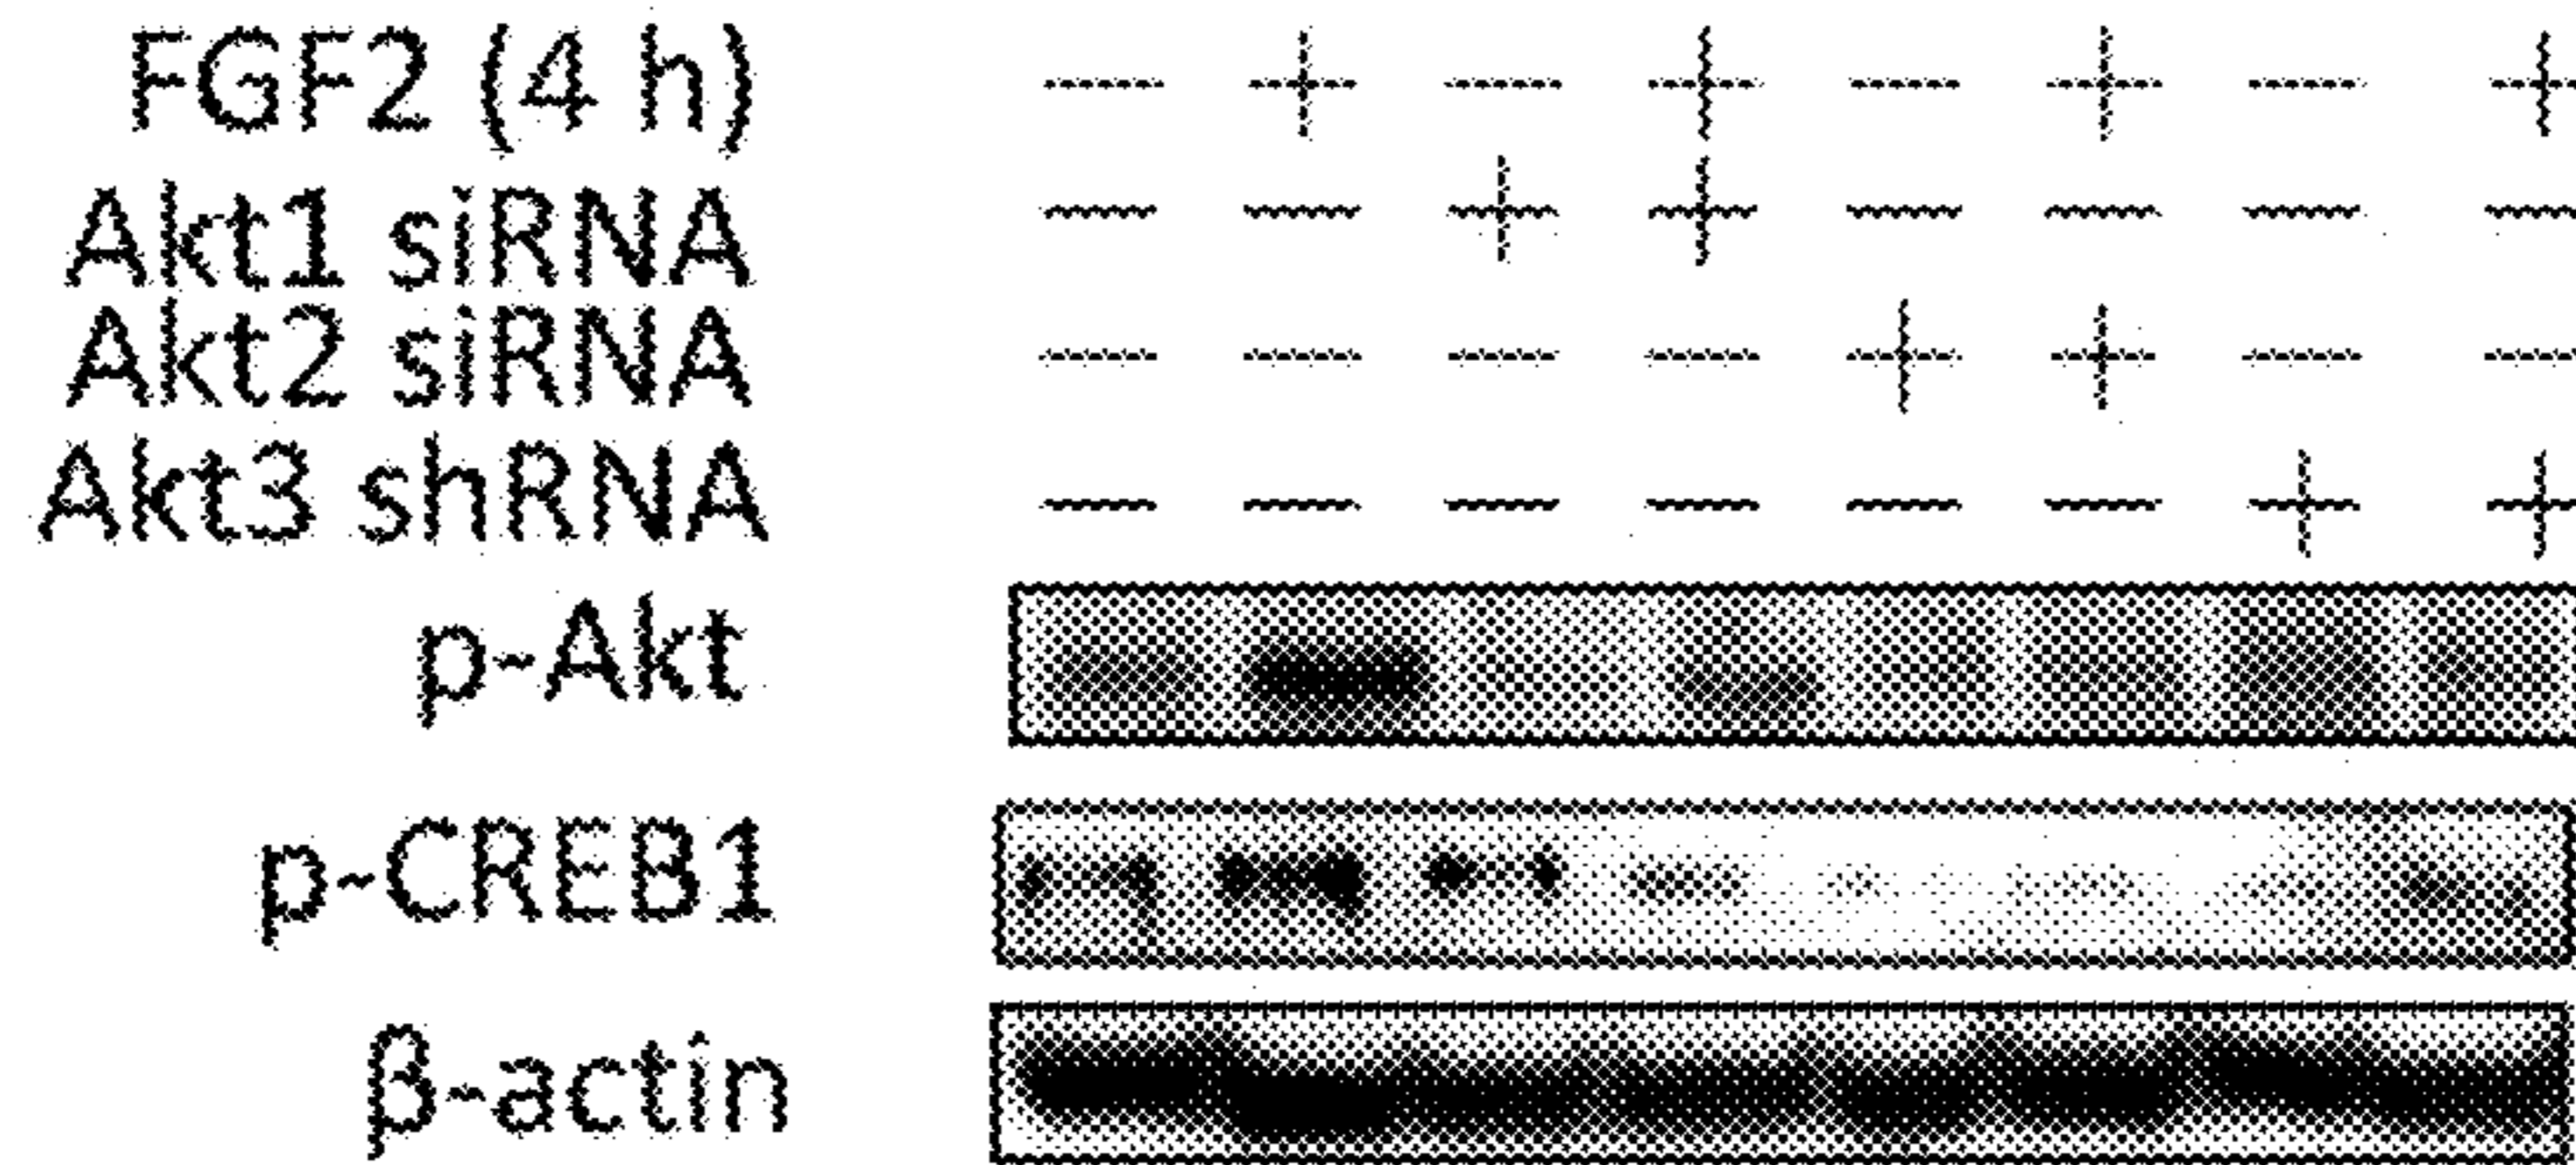 FGF2 (4 h) — + — + — + — +
Akt1 siRNA — — + + — — — —
Akt2 siRNA — — — — + + — —
Akt3 shRNA — — — — — — + +
p-Akt
p-CREB1
β-actin